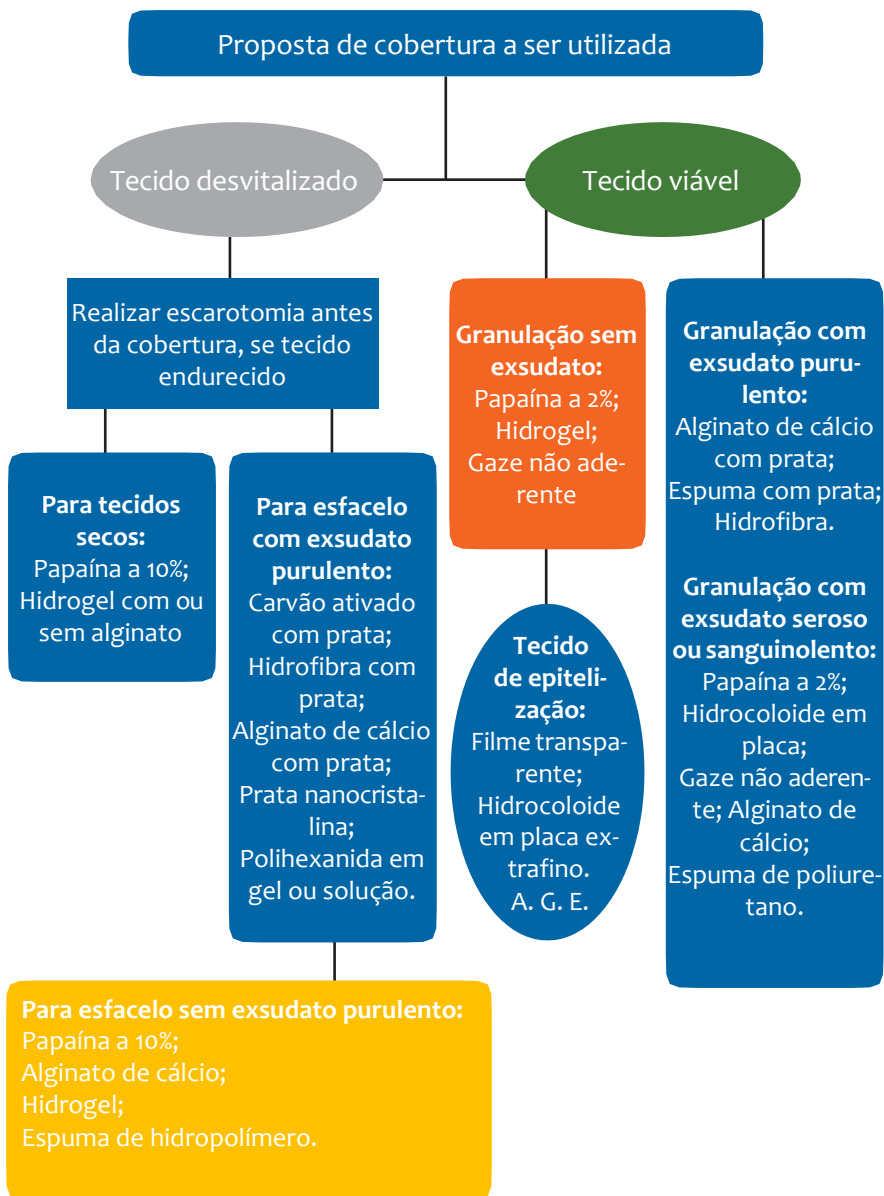 Proposta de cobertura a ser utilizada
Tecido desvitalizado
Tecido viável
Realizar escarotomia antes
da cobertura, se tecido
endurecido
Para tecidos
secos:
Papaína a 10%;
Hidrogel com ou
sem alginato
Para esfacelo
com exsudato
purulento:
Carvão ativado
com prata;
Hidrofibra com
prata;
Alginato de cálcio
com prata;
Prata nanocrista-
lina;
Polihexanida em
gel ou solução.
Para esfacelo sem exsudato purulento:
Papaína a 10%;
Alginato de cálcio;
Hidrogel;
Espuma de hidropolímero.
Granulação sem
exsudato:
Papaína a 2%;
Hidrogel;
Gaze não ade-
rente
Tecido
de epiteli-
zação:
Filme transpa-
rente;
Hidrocoloide
em placa ex-
trafino.
A. G. E.
Granulação com
exsudato puru-
lento:
Alginato de cálcio
com prata;
Espuma com prata;
Hidrofibra.
Granulação com
exsudato seroso
ou sanguinolento:
Papaína a 2%;
Hidrocoloide em
placa;
Gaze não aderen-
te; Alginato de
cálcio;
Espuma de poliure-
tano.